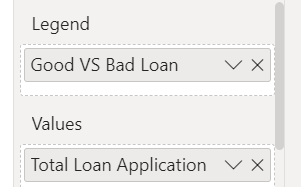 Legend
Good VS Bad Loan
Values
Total Loan Application